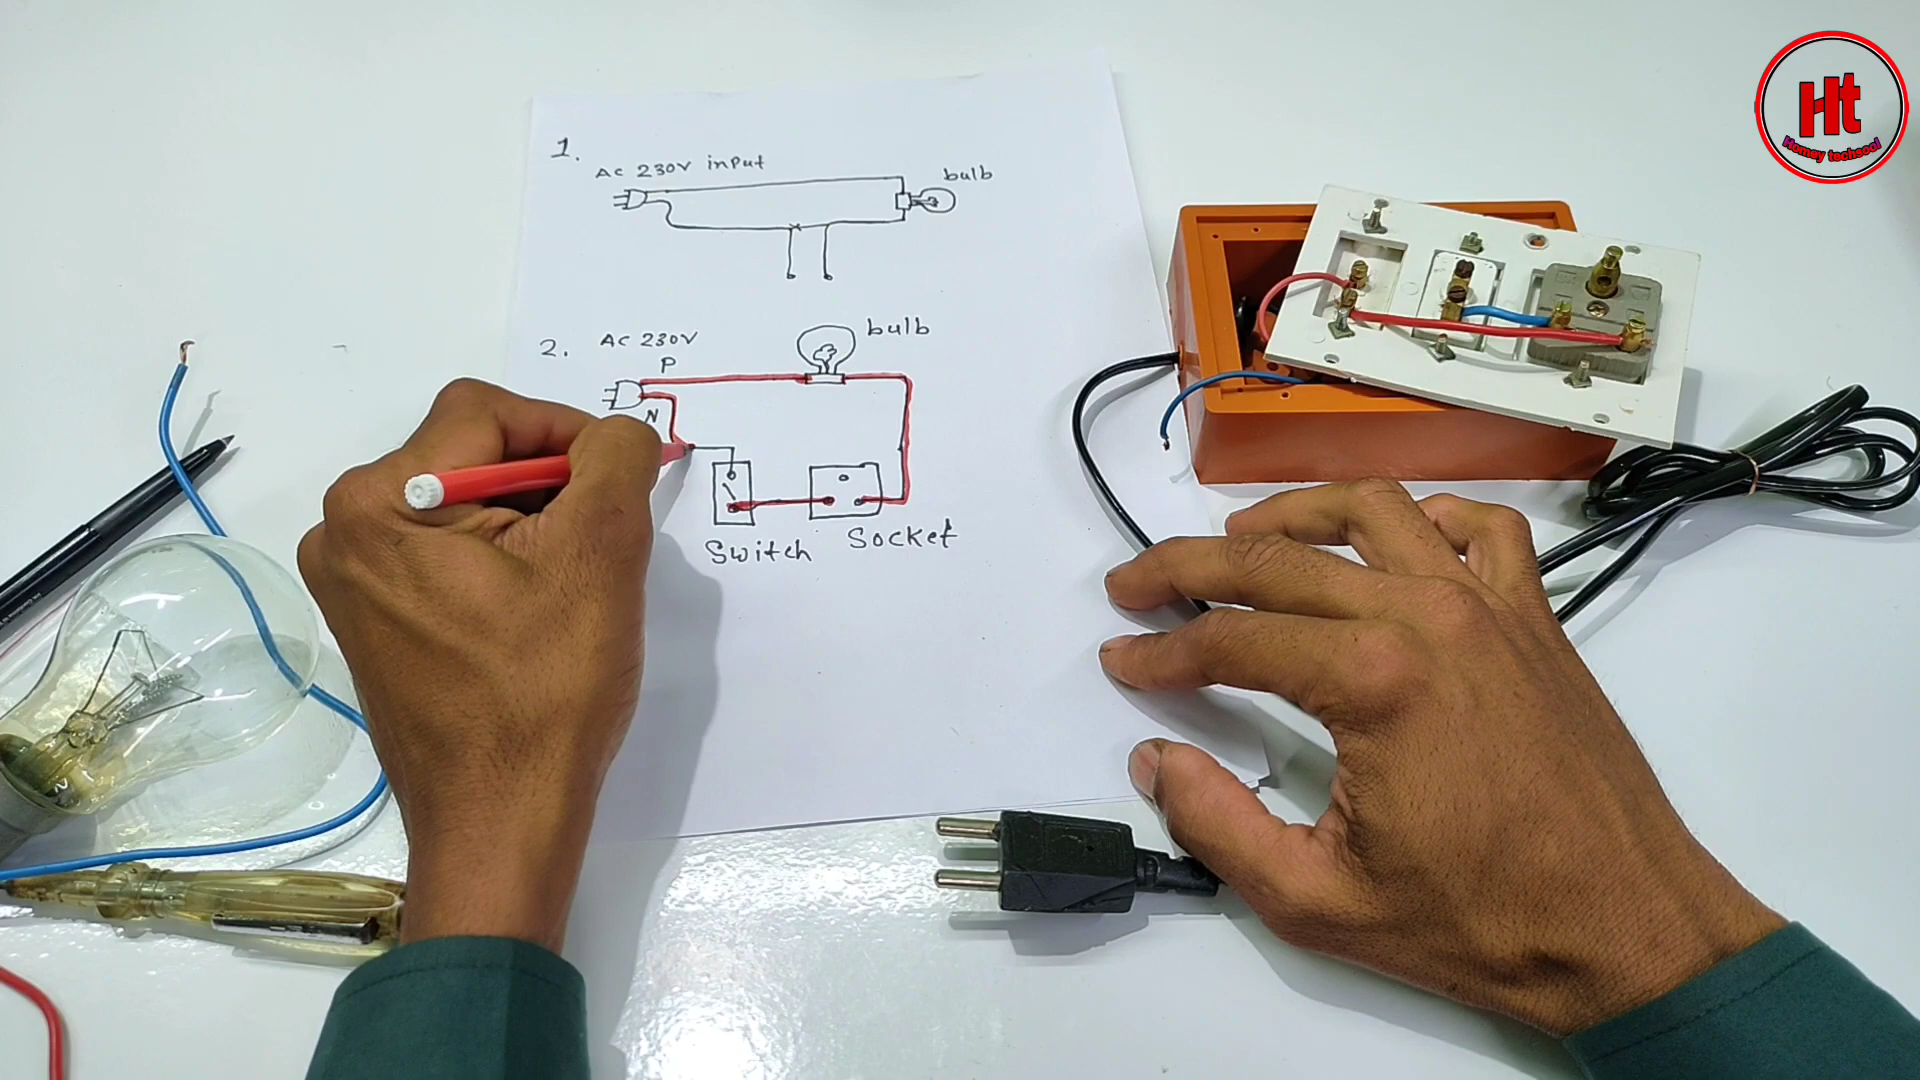 Ht
Homey techsool
1.
AC 230V input
bulb
2.
AC 230V
bulb
P
N
Switch
Socket